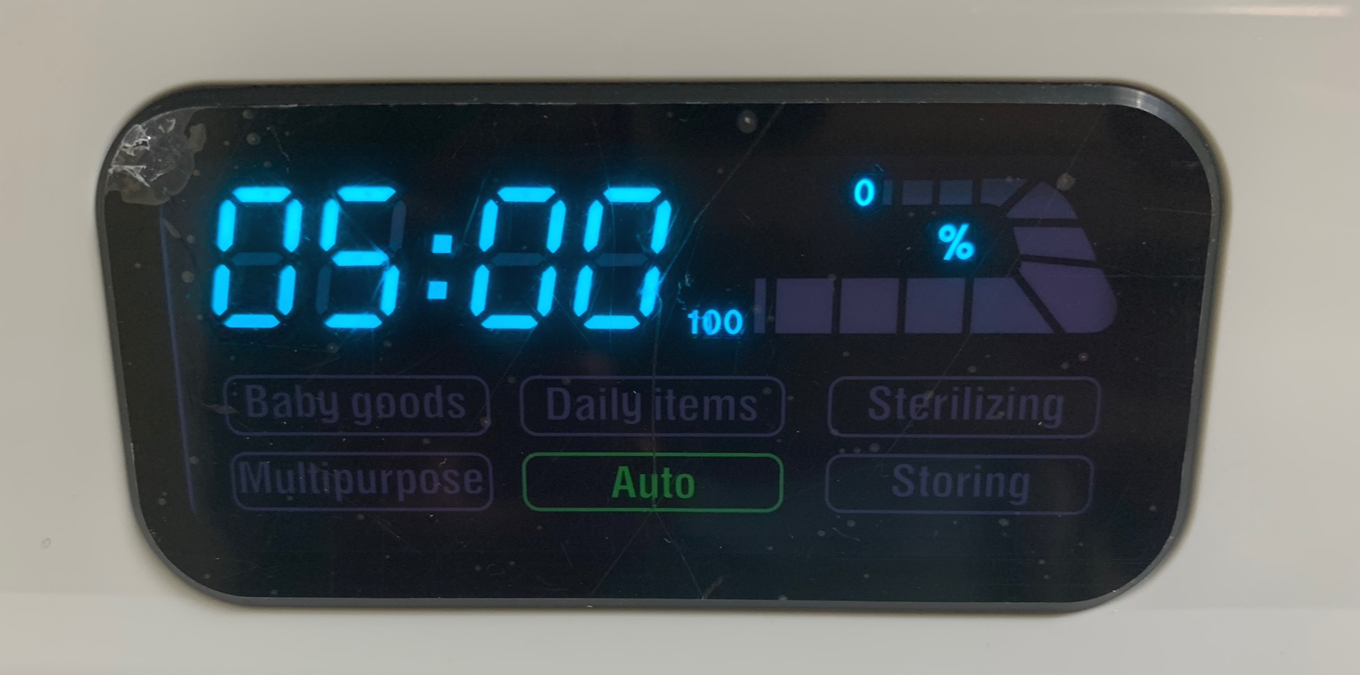 05:00
0
%
100
Baby goods Daily items Sterilizing
Multipurpose Auto Storing